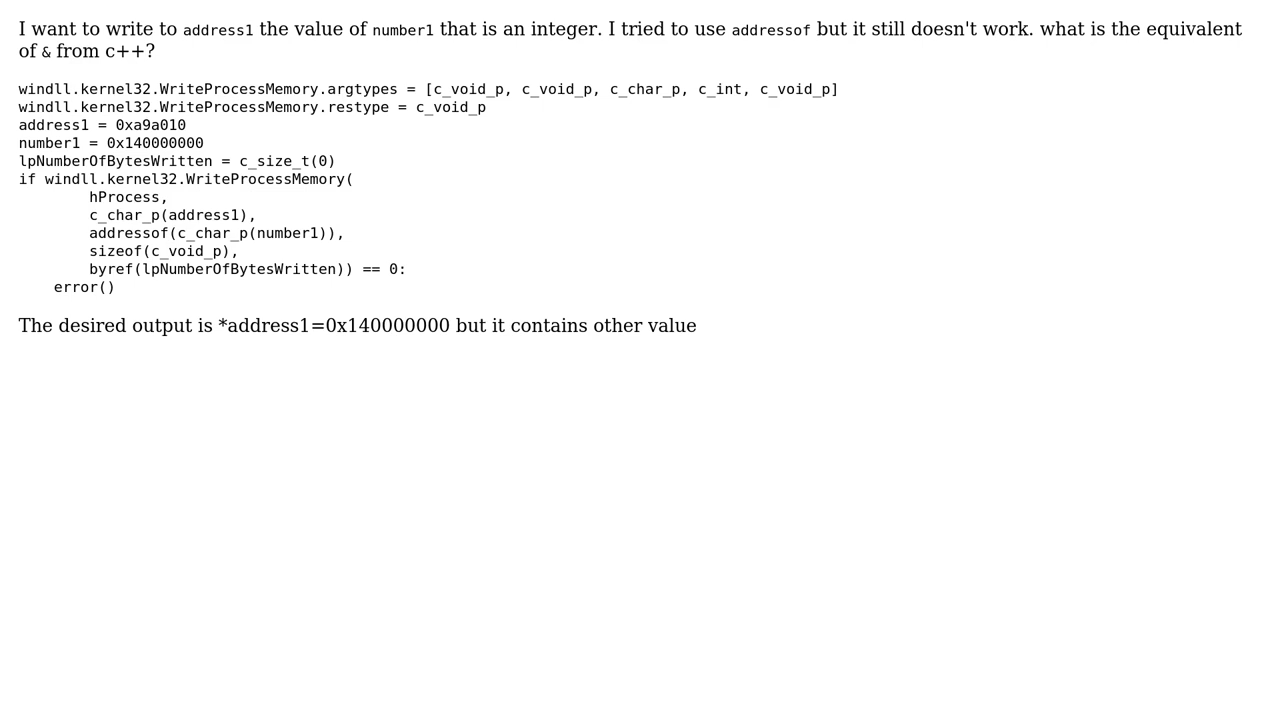 I want to write to address1 the value of number1 that is an integer. I tried to use addressof but it still doesn't work. what is the equivalent
of & from c++?
windll.kernel32.WriteProcessMemory.argtypes = [c_void_p, c_void_p, c_char_p, c_int, c_void_p]
windll.kernel32.WriteProcessMemory.restype = c_void_p
address1 = 0xa9a010
number1 = 0x140000000
lpNumberOfBytesWritten = c_size_t(0)
if windll.kernel32.WriteProcessMemory(
        hProcess,
        c_char_p(address1),
        addressof(c_char_p(number1)),
        sizeof(c_void_p),
        byref(lpNumberOfBytesWritten)) == 0:
    error()
The desired output is *address1=0x140000000 but it contains other value